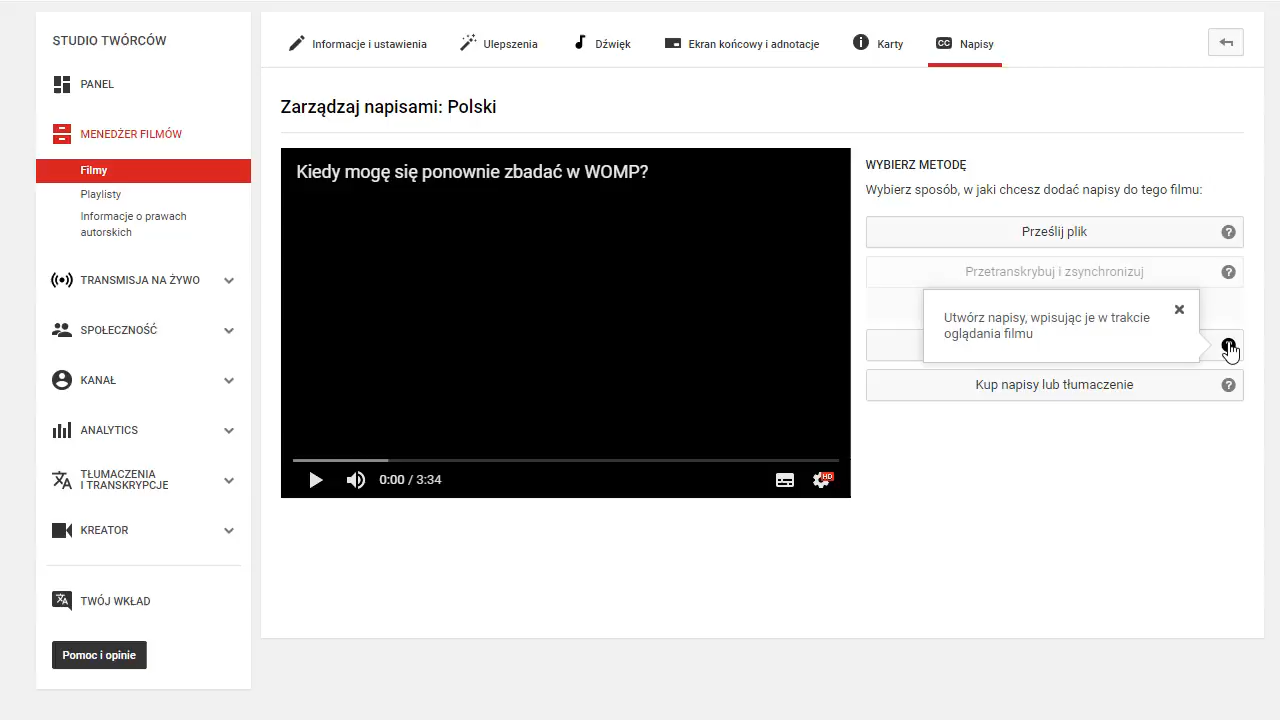 STUDIO TWÓRCÓW
PANEL
MENEDŻER FILMÓW
Filmy
Playlisty
Informacje o prawach
autorskich
TRANSMISJA NA ŻYWO
SPOŁECZNOŚĆ
KANAŁ
ANALYTICS
TŁUMACZENIA
I TRANSKRYPCJE
KREATOR
TWÓJ WKŁAD
Pomoc i opinie
Informacje i ustawienia
Ulepszenia
Dźwięk
Ekran końcowy i adnotacje
Karty
CC Napisy
Zarządzaj napisami: Polski
Kiedy mogę się ponownie zbadać w WOMP?
0:00 / 3:34
HD
WYBIERZ METODĘ
Wybierz sposób, w jaki chcesz dodać napisy do tego filmu:
Prześlij plik ?
Przetranskrybuj i zsynchronizuj ?
Utwórz napisy, wpisując je w trakcie
oglądania filmu
Kup napisy lub tłumaczenie ?